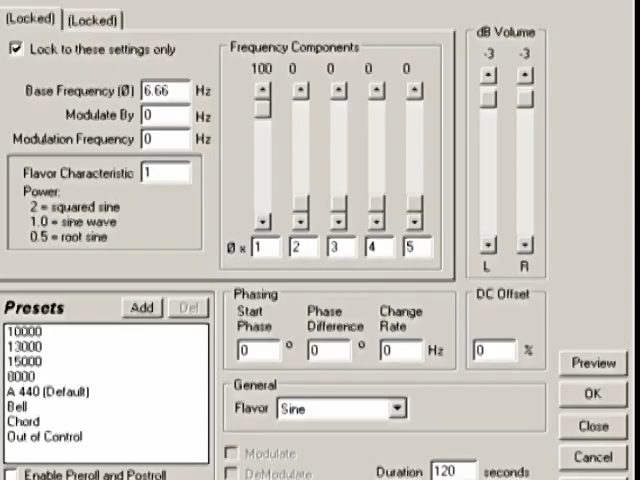 (Locked) (Locked)
Lock to these settings only
Base Frequency (Ø) 6.66 Hz
Modulate By 0 Hz
Modulation Frequency 0 Hz
Flavor Characteristic 1
Power:
2 = squared sine
1.0 = sine wave
0.5 = root sine
Frequency Components
100 0 0 0 0
Ø x 1 2 3 4 5
dB Volume
-3 -3
L R
Presets Add Del
10000
13000
15000
8000
A 440 (Default)
Bell
Chord
Out of Control
Enable Preroll and Postroll
Phasing
Start Phase Change
Phase Difference Rate
0 ° 0 ° 0 Hz
DC Offset
0 %
General
Flavor Sine
Modulate
DeModulate
Duration 120 seconds
Preview
OK
Close
Cancel